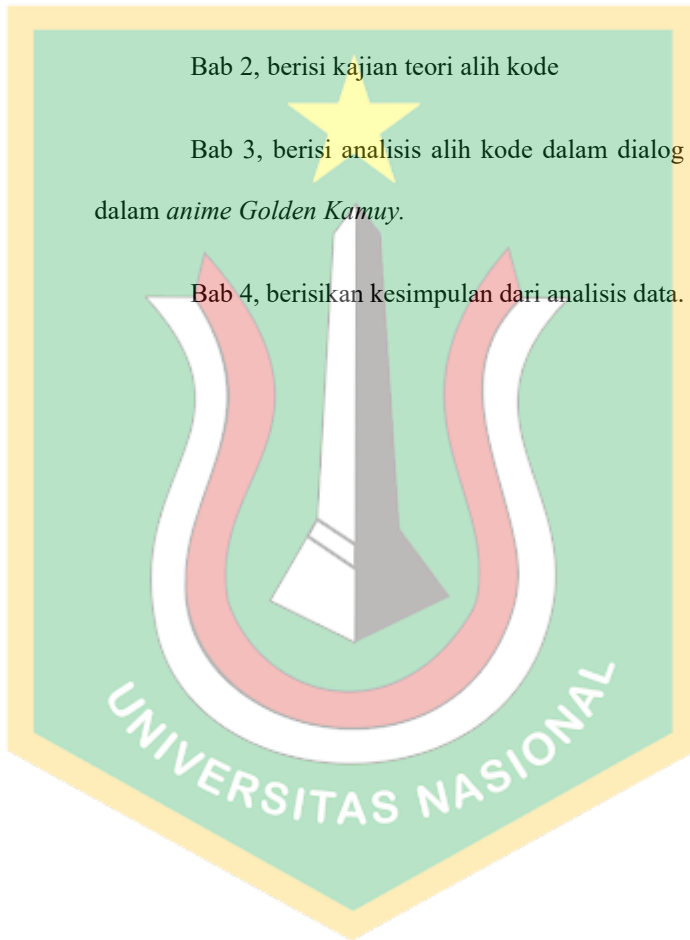 Bab 2, berisi kajian teori alih kode
Bab 3, berisi analisis alih kode dalam dialog
dalam anime Golden Kamuy.
Bab 4, berisikan kesimpulan dari analisis data.
UNIVERSITAS NASIONAL